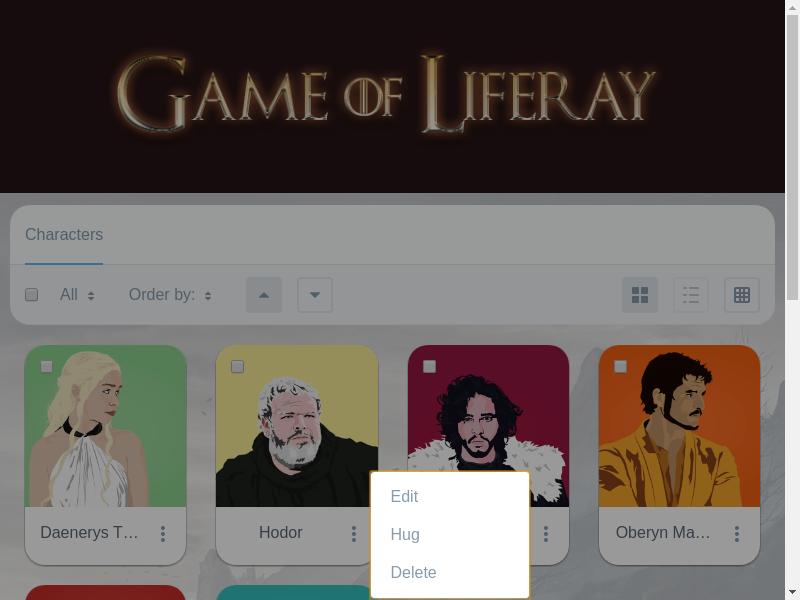 GAME OF LIFERAY
Characters
All
Order by:
Daenerys T…
Hodor
Oberyn Ma…
Edit
Hug
Delete